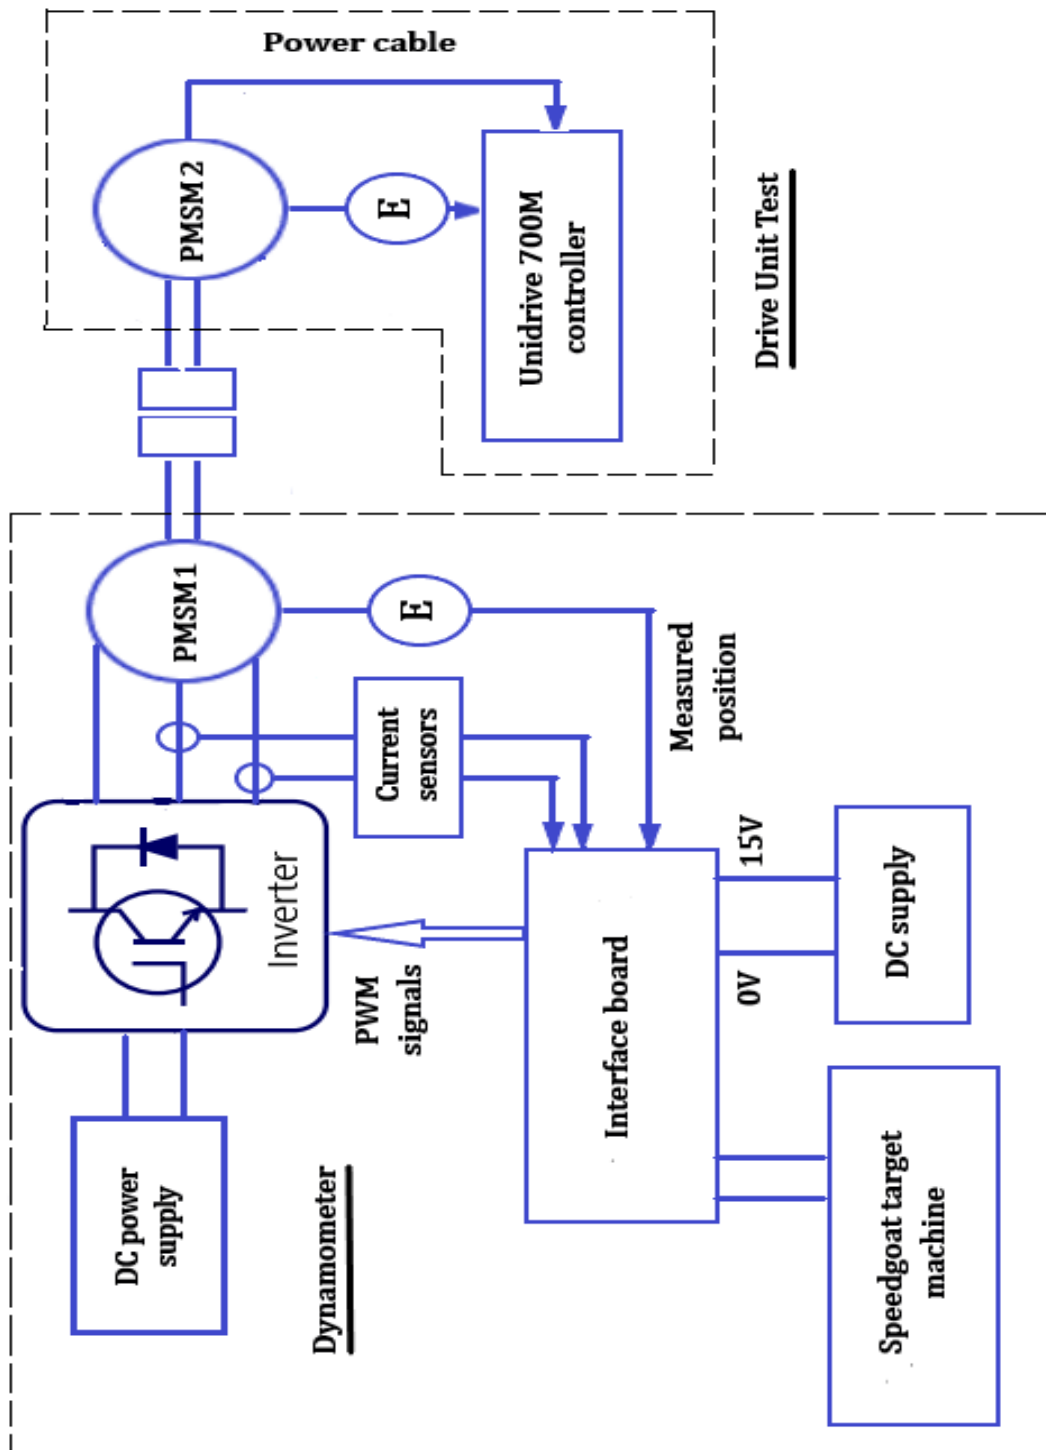 Power cable
PMSM 2
E
Unidrive 700M
controller
Drive Unit Test
PMSM1
E
Measured
position
Current
sensors
Inverter
PWM
signals
Interface board
15V
0V
DC supply
DC power
supply
Dynamometer
Speedgoat target
machine